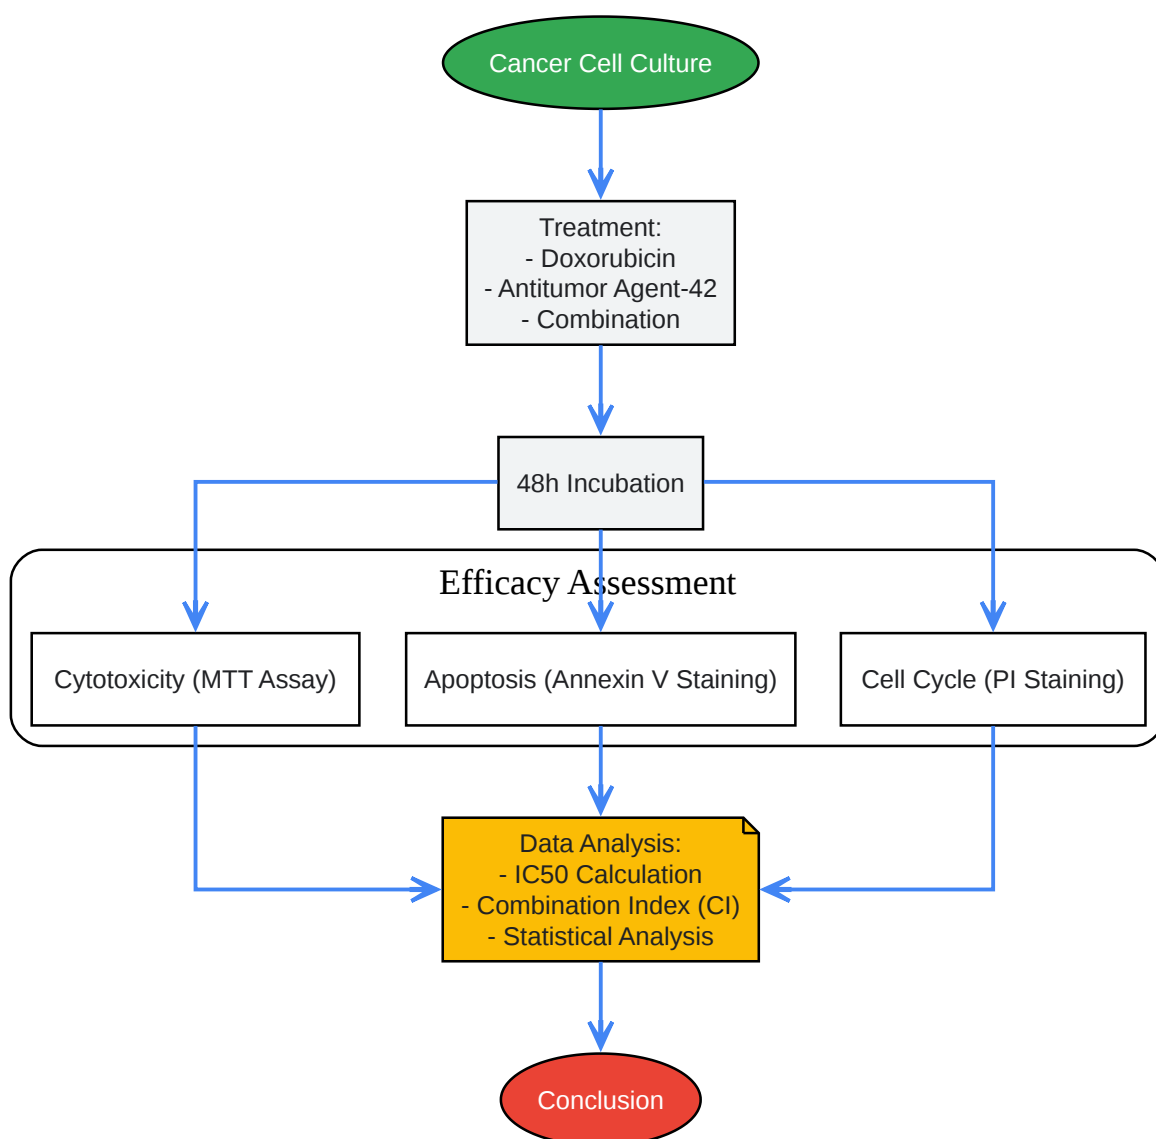 Cancer Cell Culture
Treatment:
- Doxorubicin
- Antitumor Agent-42
- Combination
48h Incubation
Efficacy Assessment
Cytotoxicity (MTT Assay)
Apoptosis (Annexin V Staining)
Cell Cycle (PI Staining)
Data Analysis:
- IC50 Calculation
- Combination Index (CI)
- Statistical Analysis
Conclusion